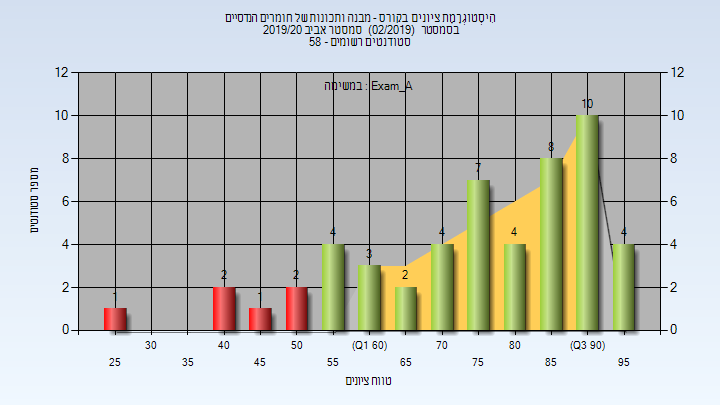 הִיסְטוֹגְרָמַת ציונים בקורס - מבנה ותכונות של חומרים הנדסיים
בסמסטר (02/2019) סמסטר אביב 2019/20
סטודנטים רשומים - 58
במשימה : Exam_A
מספר סטודנטים
12 12
10 10
8 8
6 6
4 4
2 2
0 0
1 2 1 2 4 3 2 4 7 4 8 10 4
30 40 50 (Q1 60) 70 80 (Q3 90)
25 35 45 55 65 75 85 95
טווח ציונים